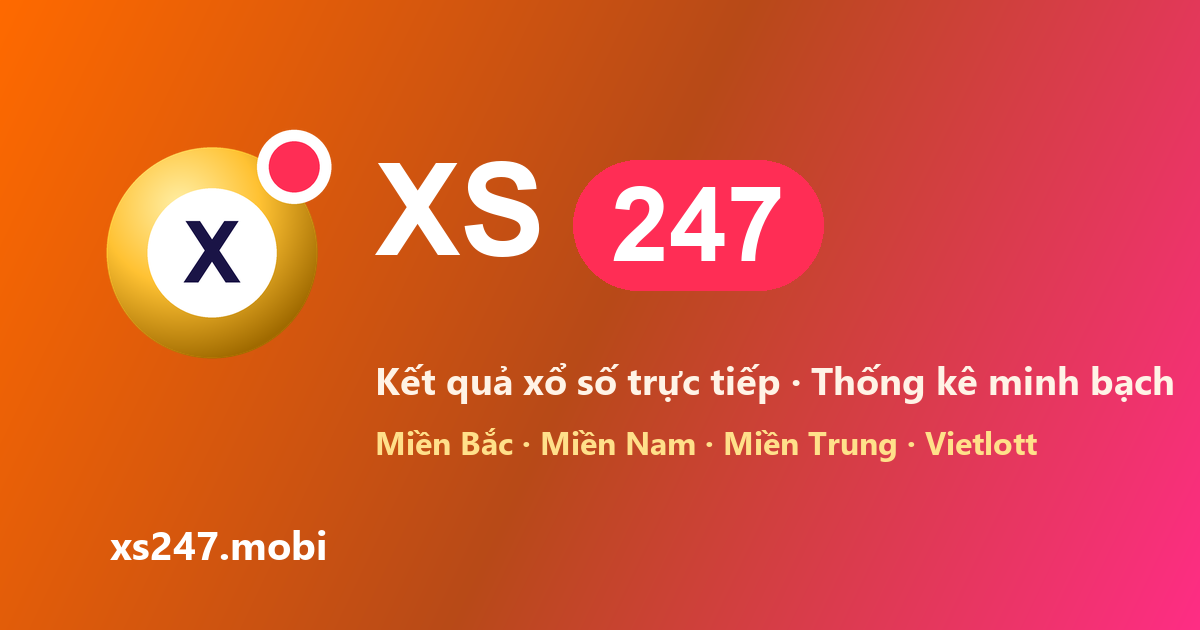 X
XS 247
Kết quả xổ số trực tiếp · Thống kê minh bạch
Miền Bắc · Miền Nam · Miền Trung · Vietlott
xs247.mobi